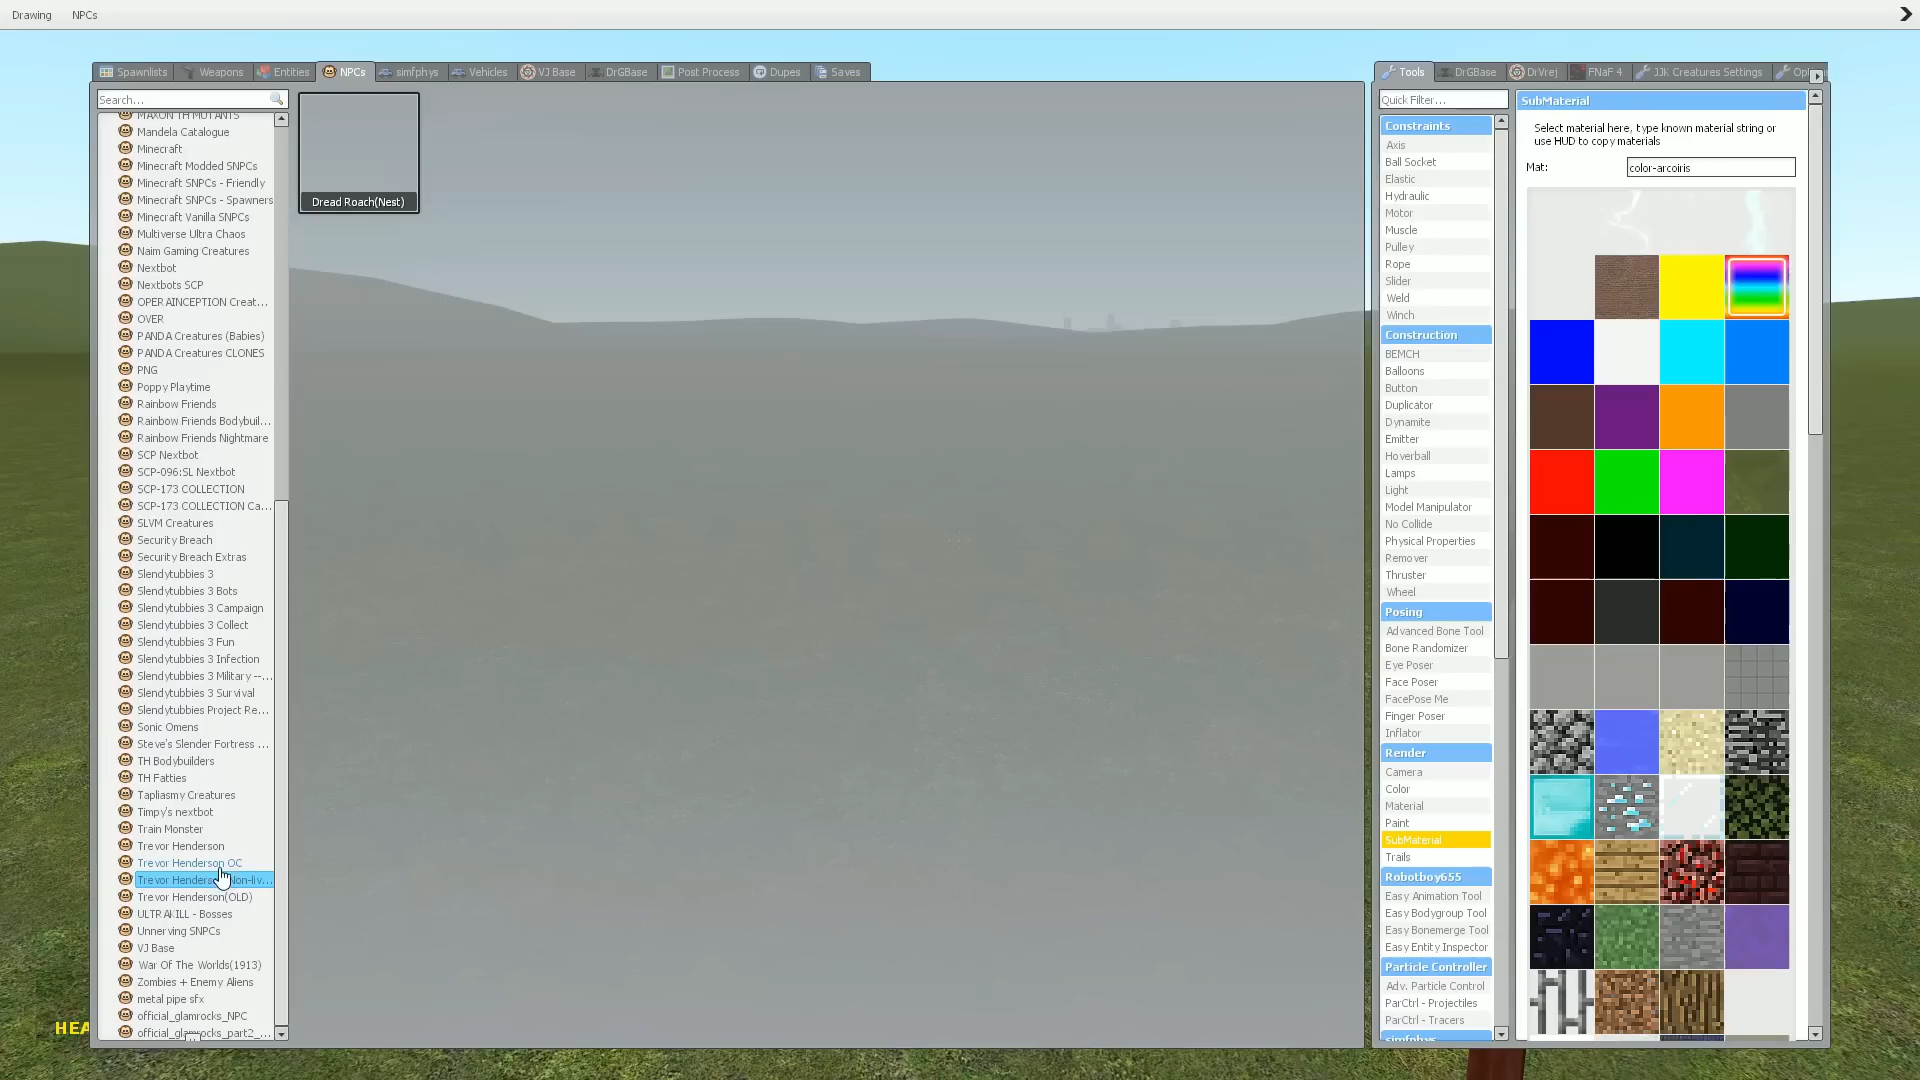 Drawing NPCs
Spawnlists Weapons Entities NPCs simfphys Vehicles VJ Base DrGBase Post Process Dupes Saves
Search...
MAXON TH MUTANTS
Mandela Catalogue
Minecraft
Minecraft Modded SNPCs
Minecraft SNPCs - Friendly
Minecraft SNPCs - Spawners
Minecraft Vanilla SNPCs
Multiverse Ultra Chaos
Naim Gaming Creatures
Nextbot
Nextbots SCP
OPERAINCEPTION Creat...
OVER
PANDA Creatures (Babies)
PANDA Creatures CLONES
PNG
Poppy Playtime
Rainbow Friends
Rainbow Friends Bodybuil...
Rainbow Friends Nightmare
SCP Nextbot
SCP-096:SL Nextbot
SCP-173 COLLECTION
SCP-173 COLLECTION Ca...
SLVM Creatures
Security Breach
Security Breach Extras
Slendytubbies 3
Slendytubbies 3 Bots
Slendytubbies 3 Campaign
Slendytubbies 3 Collect
Slendytubbies 3 Fun
Slendytubbies 3 Infection
Slendytubbies 3 Military --...
Slendytubbies 3 Survival
Slendytubbies Project Re...
Sonic Omens
Steve's Slender Fortress ...
TH Bodybuilders
TH Fatties
Tapliasmy Creatures
Timpy's nextbot
Train Monster
Trevor Henderson
Trevor Henderson OC
Trevor Henderson Non-liv...
Trevor Henderson(OLD)
ULTRAKILL - Bosses
Unnerving SNPCs
VJ Base
War Of The Worlds(1913)
Zombies + Enemy Aliens
metal pipe sfx
official_glamrocks_NPC
official_glamrocks_part2_...
HEA
Dread Roach(Nest)
Tools DrGBase DrVrej FNaF 4 JJK Creatures Settings
Quick Filter...
Constraints
Axis
Ball Socket
Elastic
Hydraulic
Motor
Muscle
Pulley
Rope
Slider
Weld
Winch
Construction
BEMCH
Balloons
Button
Duplicator
Dynamite
Emitter
Hoverball
Lamps
Light
Model Manipulator
No Collide
Physical Properties
Remover
Thruster
Wheel
Posing
Advanced Bone Tool
Bone Randomizer
Eye Poser
Face Poser
FacePose Me
Finger Poser
Inflator
Render
Camera
Color
Material
Paint
SubMaterial
Trails
Robotboy655
Easy Animation Tool
Easy Bodygroup Tool
Easy Bonemerge Tool
Easy Entity Inspector
Particle Controller
Adv. Particle Control
ParCtrl - Projectiles
ParCtrl - Tracers
simfphys
SubMaterial
Select material here, type known material string or
use HUD to copy materials
Mat: color-arcoiris